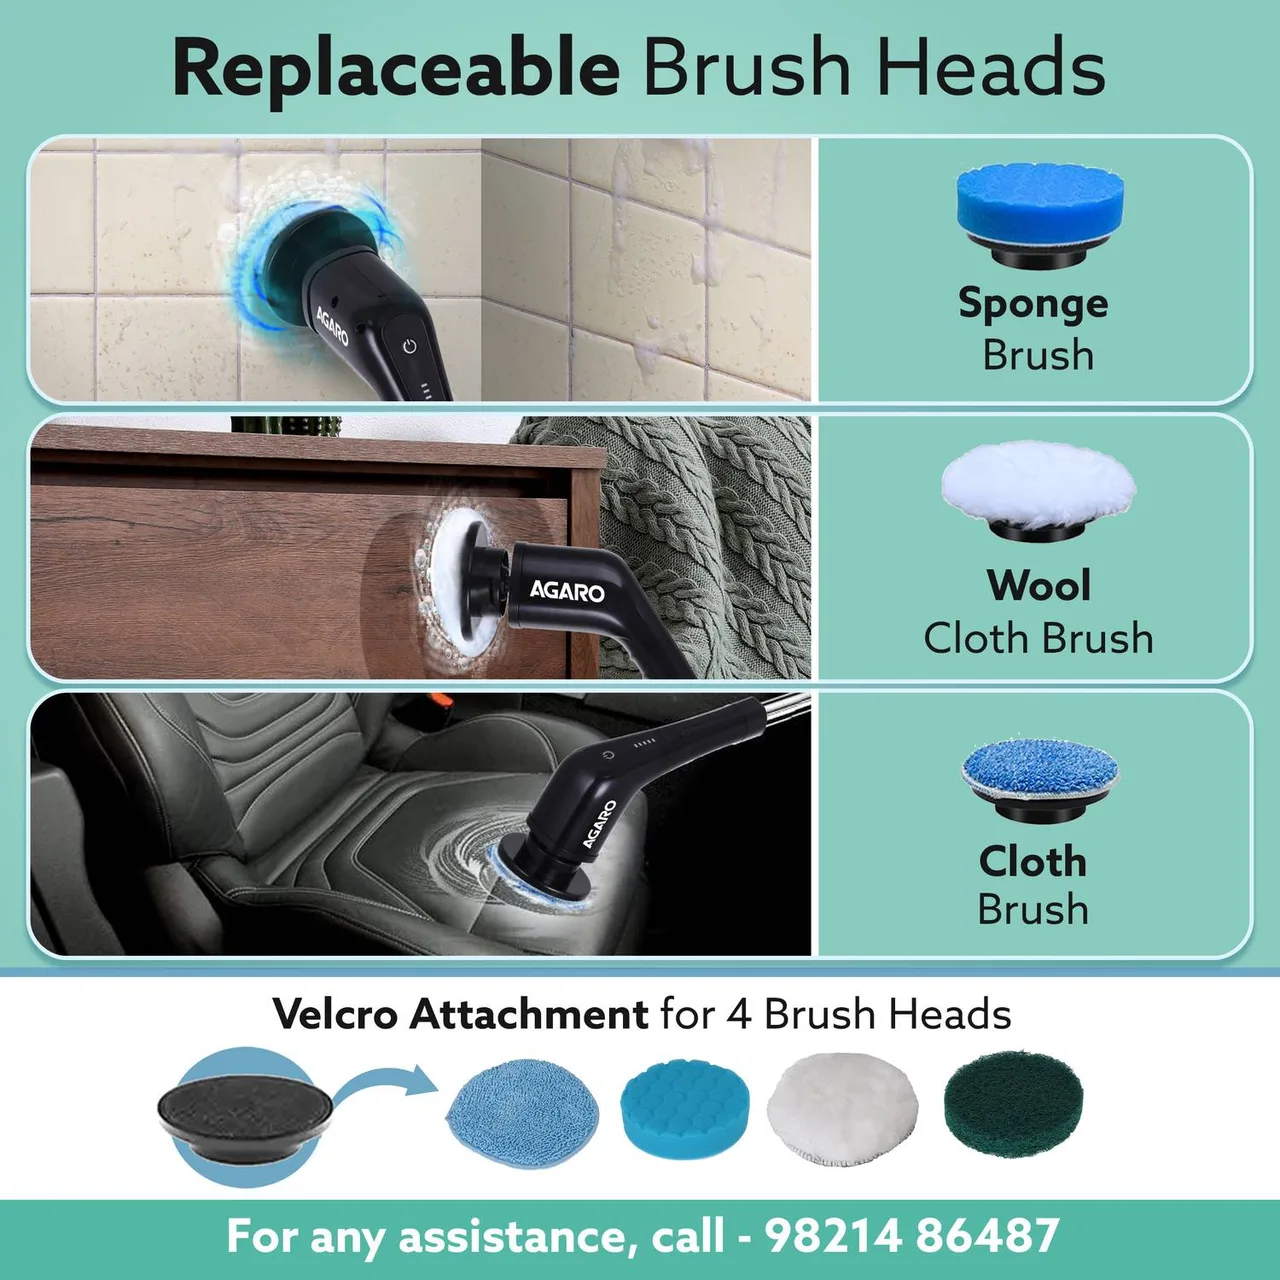 Replaceable Brush Heads
AGARO
Sponge
Brush
AGARO
Wool
Cloth Brush
AGARO
Cloth
Brush
Velcro Attachment for 4 Brush Heads
For any assistance, call - 98214 86487